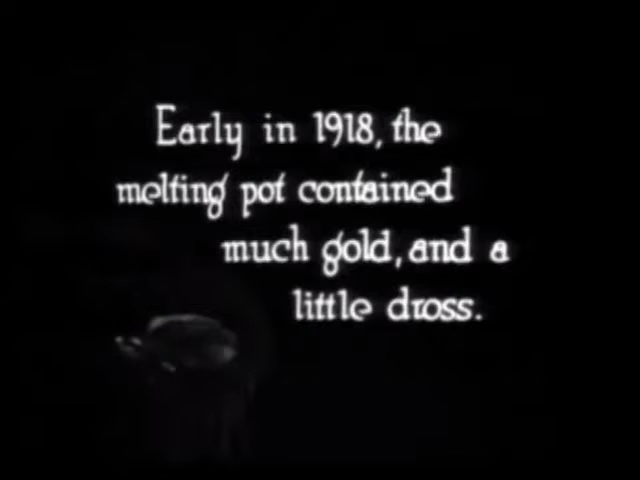 Early in 1918, the
melting pot contained
much gold, and a
little dross.